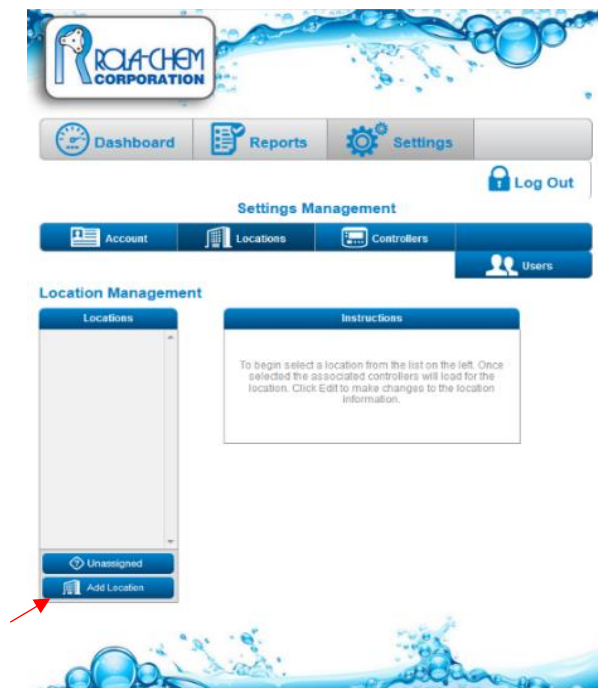 ROLA-CHEM
CORPORATION
Dashboard
Reports
Settings
Log Out
Settings Management
Account
Locations
Controllers
Users
Location Management
Locations
Instructions
To begin select a location from the list on the left. Once
selected the associated controllers will load for the
location. Click Edit to make changes to the location
information.
Unassigned
Add Location